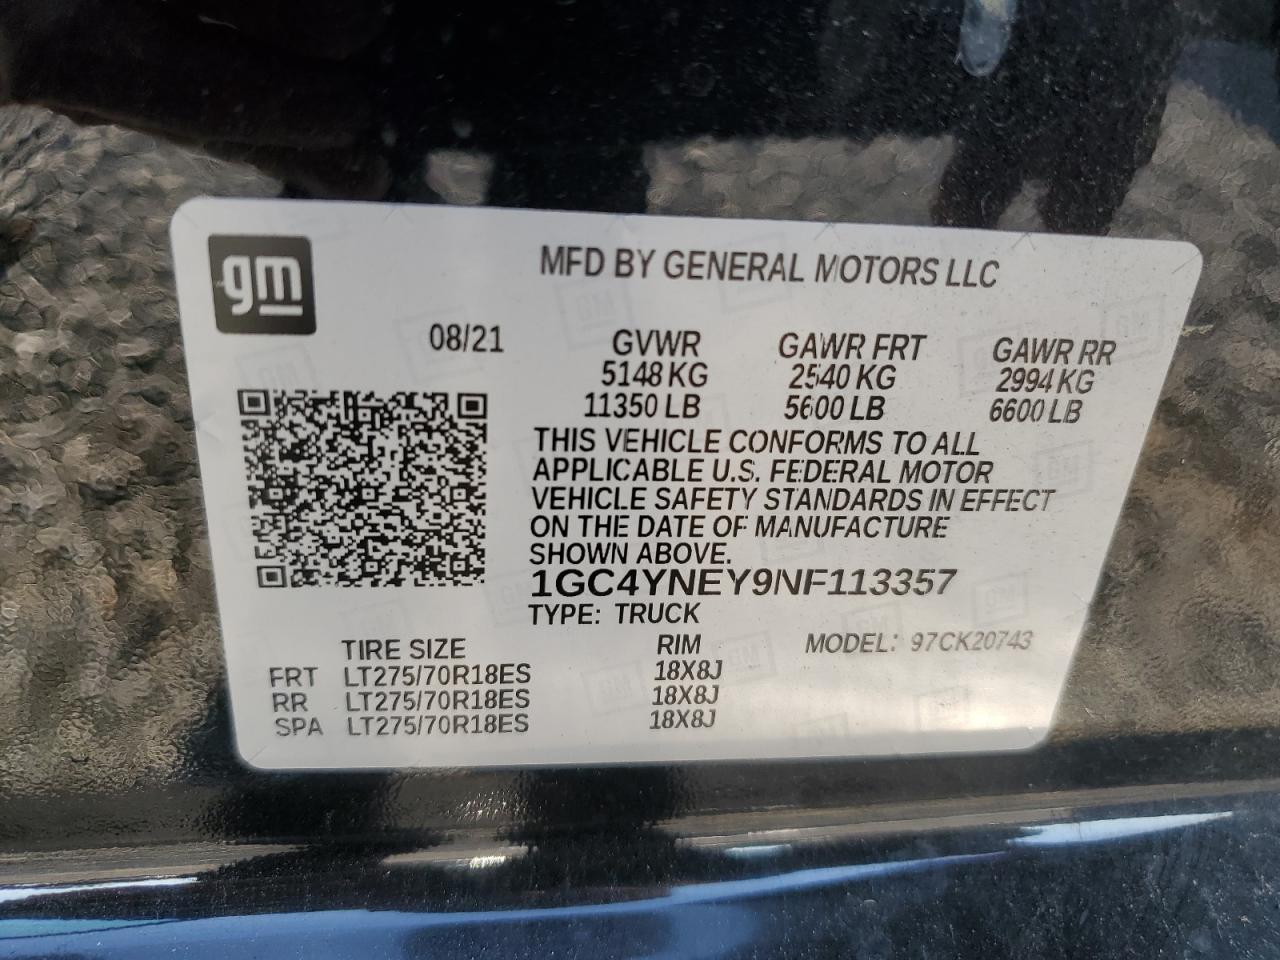 gm
MFD BY GENERAL MOTORS LLC
08/21 GVWR GAWR FRT GAWR RR
5148 KG 2540 KG 2994 KG
11350 LB 5600 LB 6600 LB
THIS VEHICLE CONFORMS TO ALL
APPLICABLE U.S. FEDERAL MOTOR
VEHICLE SAFETY STANDARDS IN EFFECT
ON THE DATE OF MANUFACTURE
SHOWN ABOVE.
1GC4YNEY9NF113357
TYPE: TRUCK
TIRE SIZE RIM MODEL: 97CK20743
FRT LT275/70R18ES 18X8J
RR LT275/70R18ES 18X8J
SPA LT275/70R18ES 18X8J